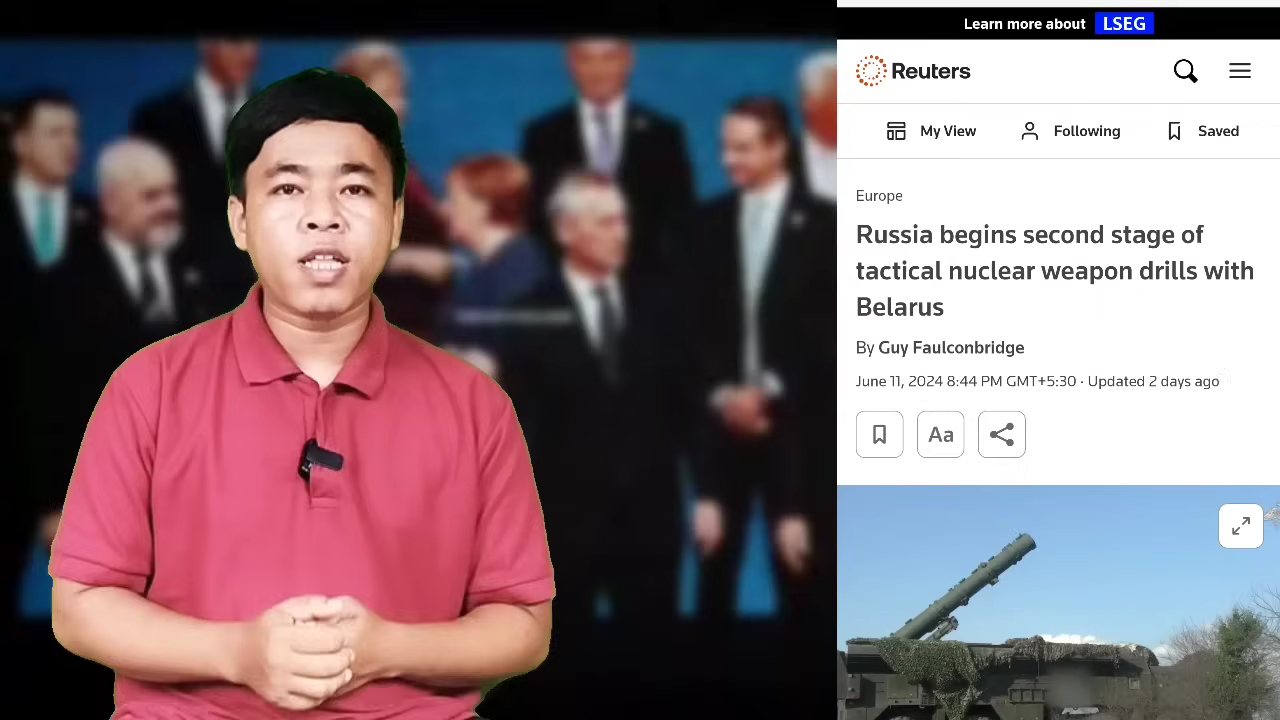 Learn more about LSEG
Reuters
My View
Following
Saved
Europe
Russia begins second stage of
tactical nuclear weapon drills with
Belarus
By Guy Faulconbridge
June 11, 2024 8:44 PM GMT+5:30 · Updated 2 days ago
Aa